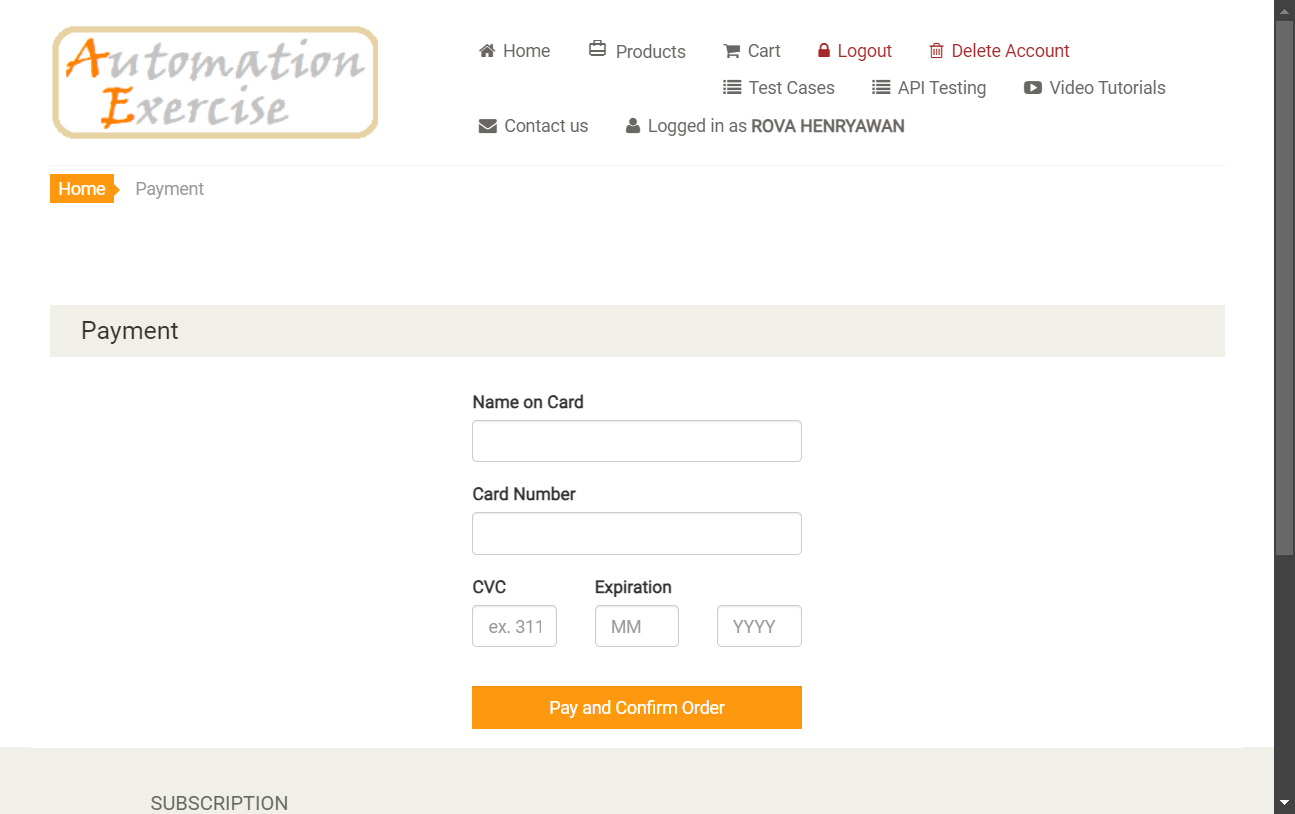 Automation
Exercise
Home Products Cart Logout Delete Account
Test Cases API Testing Video Tutorials
Contact us Logged in as ROVA HENRYAWAN
Home Payment
Payment
Name on Card
Card Number
CVC Expiration
ex. 311 MM YYYY
Pay and Confirm Order
SUBSCRIPTION